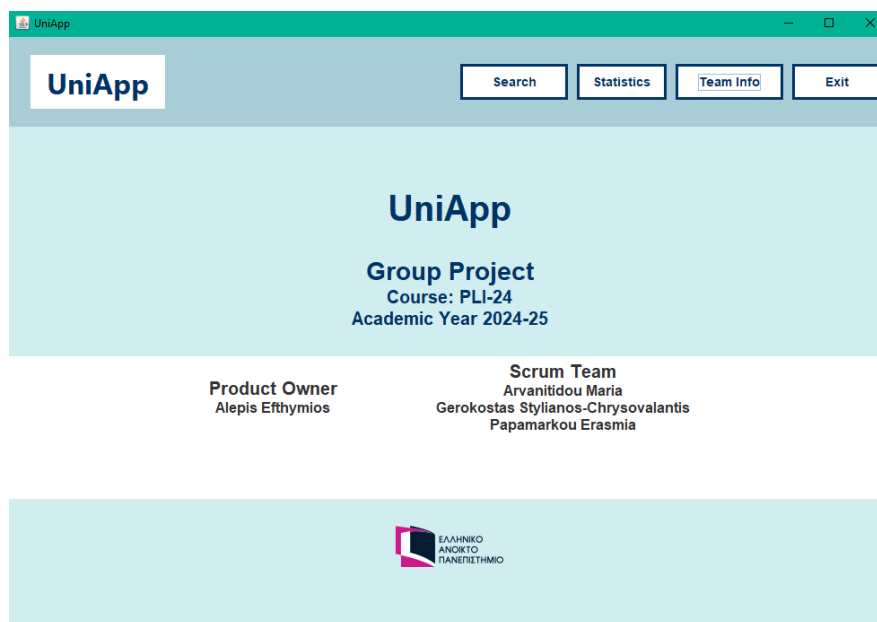 UniApp
UniApp
Search
Statistics
Team Info
Exit
UniApp
Group Project
Course: PLI-24
Academic Year 2024-25
Product Owner
Alepis Efthymios
Scrum Team
Arvanitidou Maria
Gerokostas Stylianos-Chrysovalantis
Papamarkou Erasmia
ΕΛΛΗΝΙΚΟ
ΑΝΟΙΚΤΟ
ΠΑΝΕΠΙΣΤΗΜΙΟ